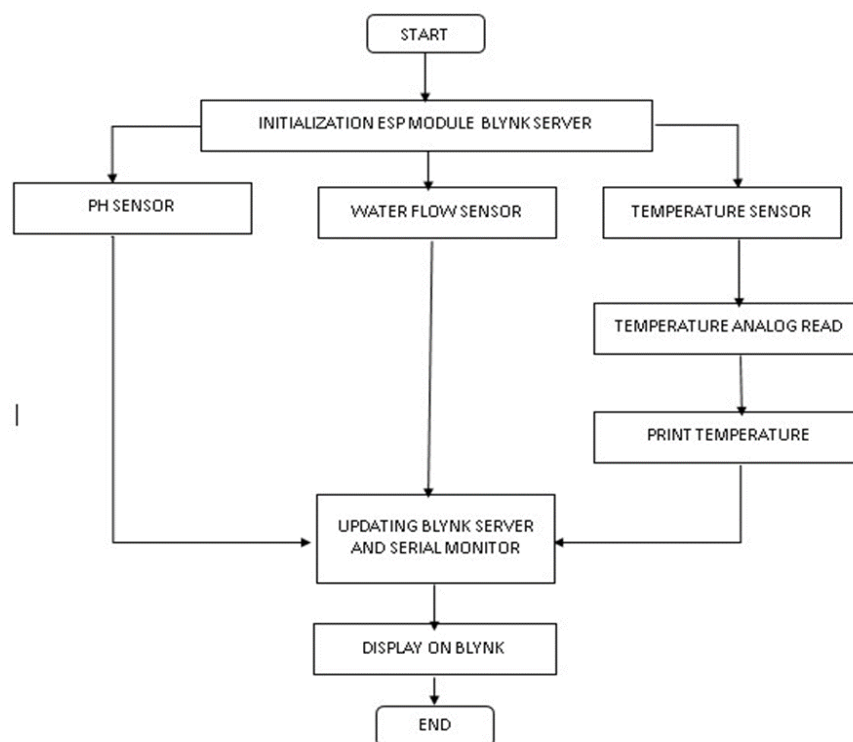 START
INITIALIZATION ESP MODULE BLYNK SERVER
PH SENSOR
WATER FLOW SENSOR
TEMPERATURE SENSOR
TEMPERATURE ANALOG READ
PRINT TEMPERATURE
UPDATING BLYNK SERVER
AND SERIAL MONITOR
DISPLAY ON BLYNK
END